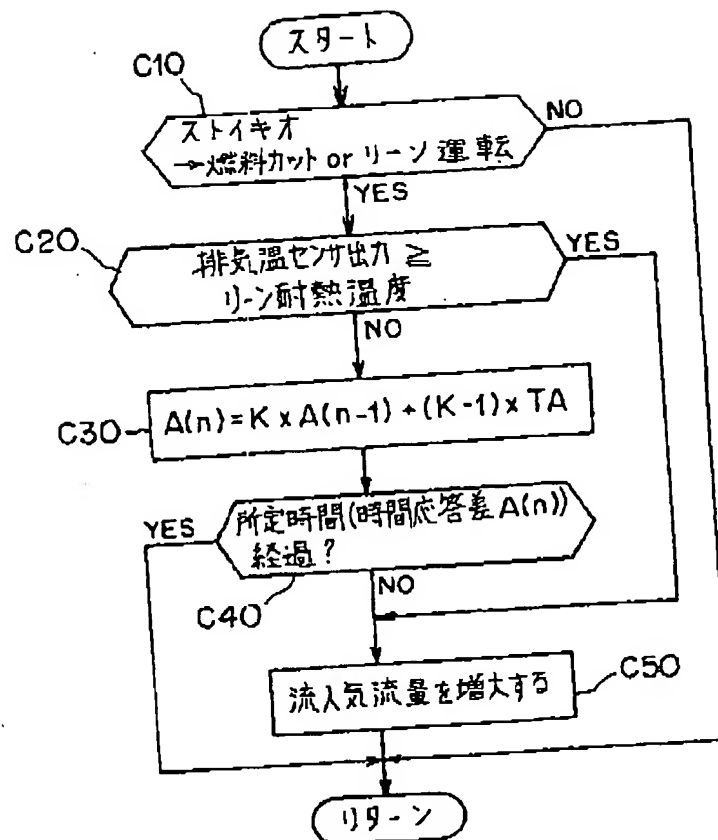 スタート
C10
ストイキオ
→燃料カット or リーン運転
NO
YES
C20
排気温センサ出力 ≧
リーン耐熱温度
YES
NO
C30
A(n)=K×A(n-1)+(K-1)×TA
YES
所定時間(時間応答差A(n))
経過?
NO
C40
流入気流量を増大する
C50
リターン